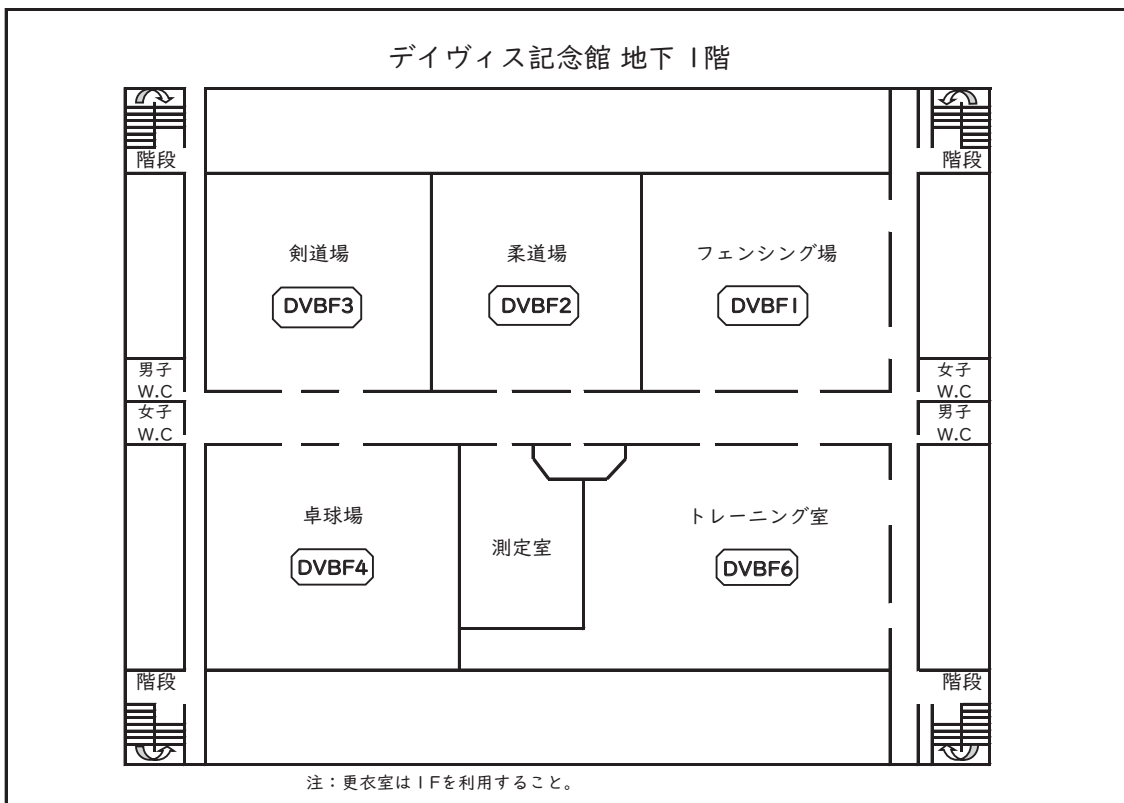 デイヴィス記念館 地下 1階
階段
階段
剣道場
柔道場
フェンシング場
DVBF3
DVBF2
DVBF1
男子
W.C
女子
W.C
女子
W.C
男子
W.C
卓球場
測定室
トレーニング室
DVBF4
DVBF6
階段
階段
注：更衣室は1Fを利用すること。